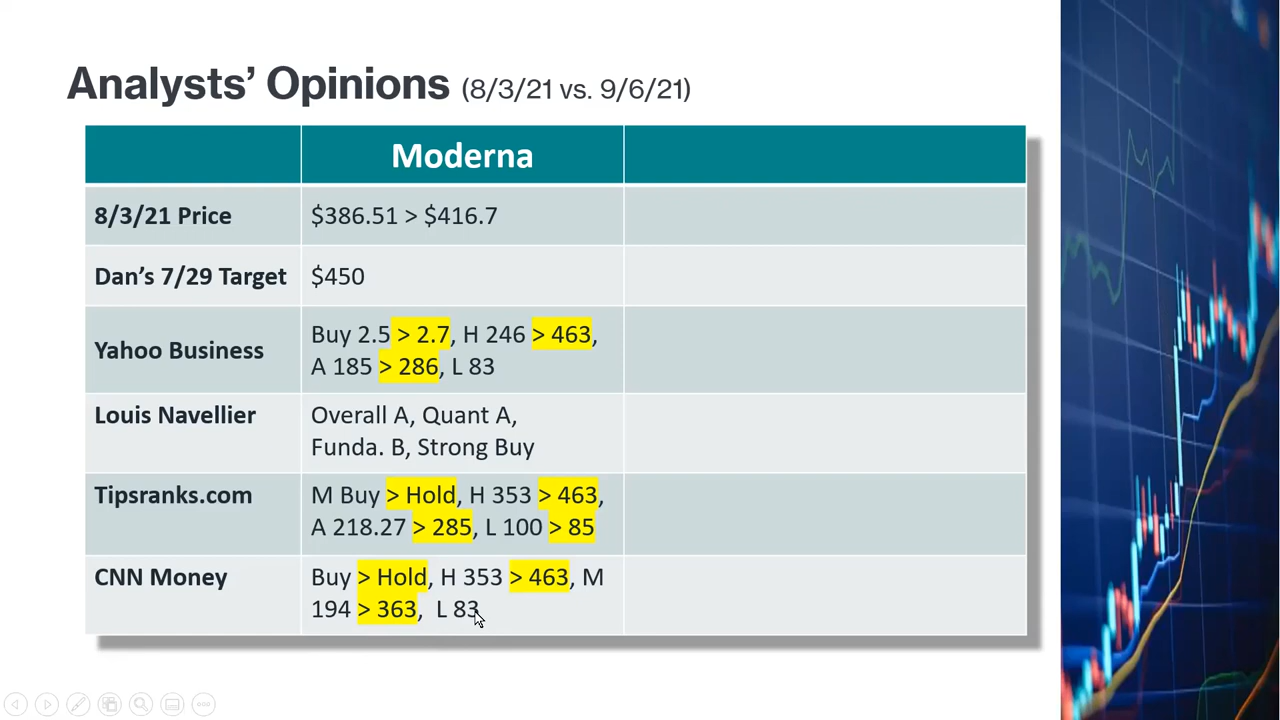 Analysts’ Opinions (8/3/21 vs. 9/6/21)
Moderna
8/3/21 Price
$386.51 > $416.7
Dan’s 7/29 Target
$450
Yahoo Business
Buy 2.5 > 2.7, H 246 > 463,
A 185 > 286, L 83
Louis Navellier
Overall A, Quant A,
Funda. B, Strong Buy
Tipsranks.com
M Buy > Hold, H 353 > 463,
A 218.27 > 285, L 100 > 85
CNN Money
Buy > Hold, H 353 > 463, M
194 > 363, L 83